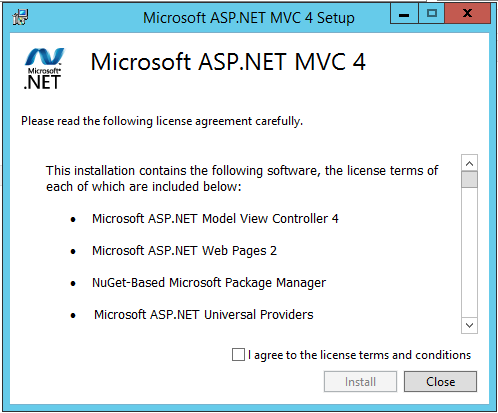 Microsoft ASP.NET MVC 4 Setup
Microsoft®
.NET
Microsoft ASP.NET MVC 4
Please read the following license agreement carefully.
This installation contains the following software, the license terms of
each of which are included below:
• Microsoft ASP.NET Model View Controller 4
• Microsoft ASP.NET Web Pages 2
• NuGet-Based Microsoft Package Manager
• Microsoft ASP.NET Universal Providers
I agree to the license terms and conditions
Install
Close